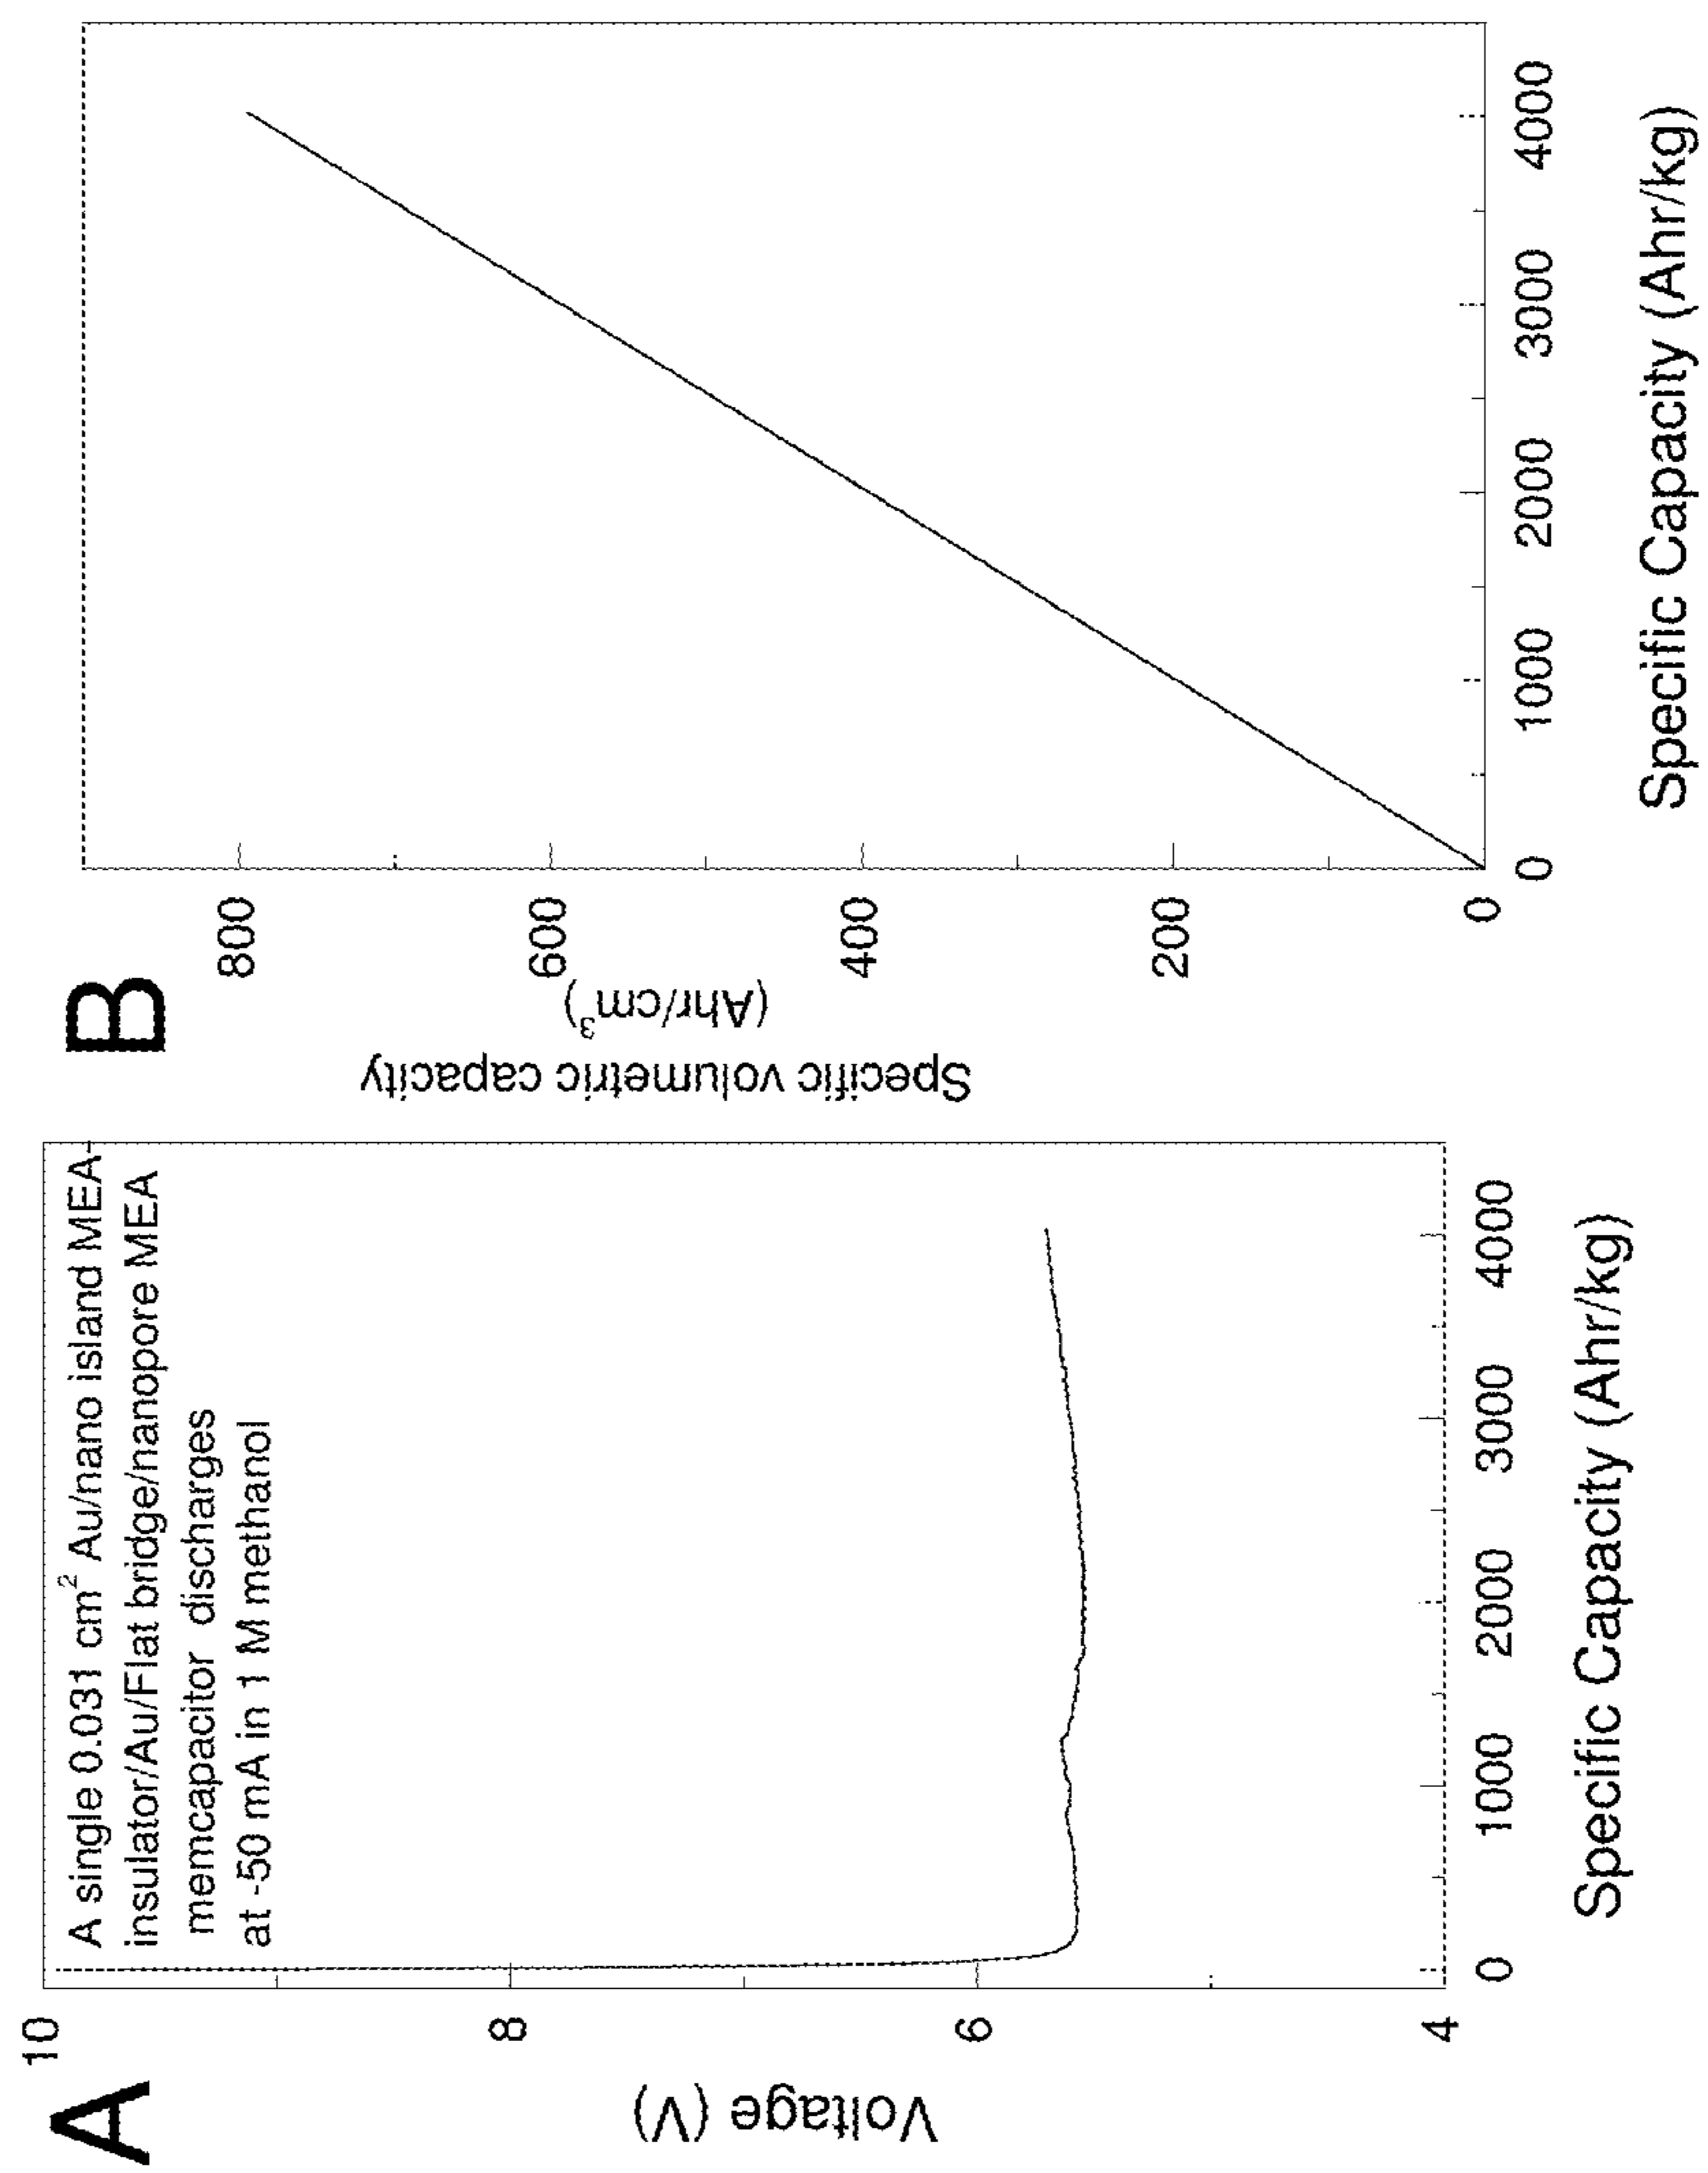 A
A single 0.031 cm² Au/nano island MEA-
insulator/Au/Flat bridge/nanopore MEA
memcapacitor discharges
at -50 mA in 1 M methanol
Voltage (V)
10
8
6
4
0 1000 2000 3000 4000
Specific Capacity (Ahr/kg)
B
Specific volumetric capacity
(Ahr/cm³)
800
600
400
200
0
0 1000 2000 3000 4000
Specific Capacity (Ahr/kg)